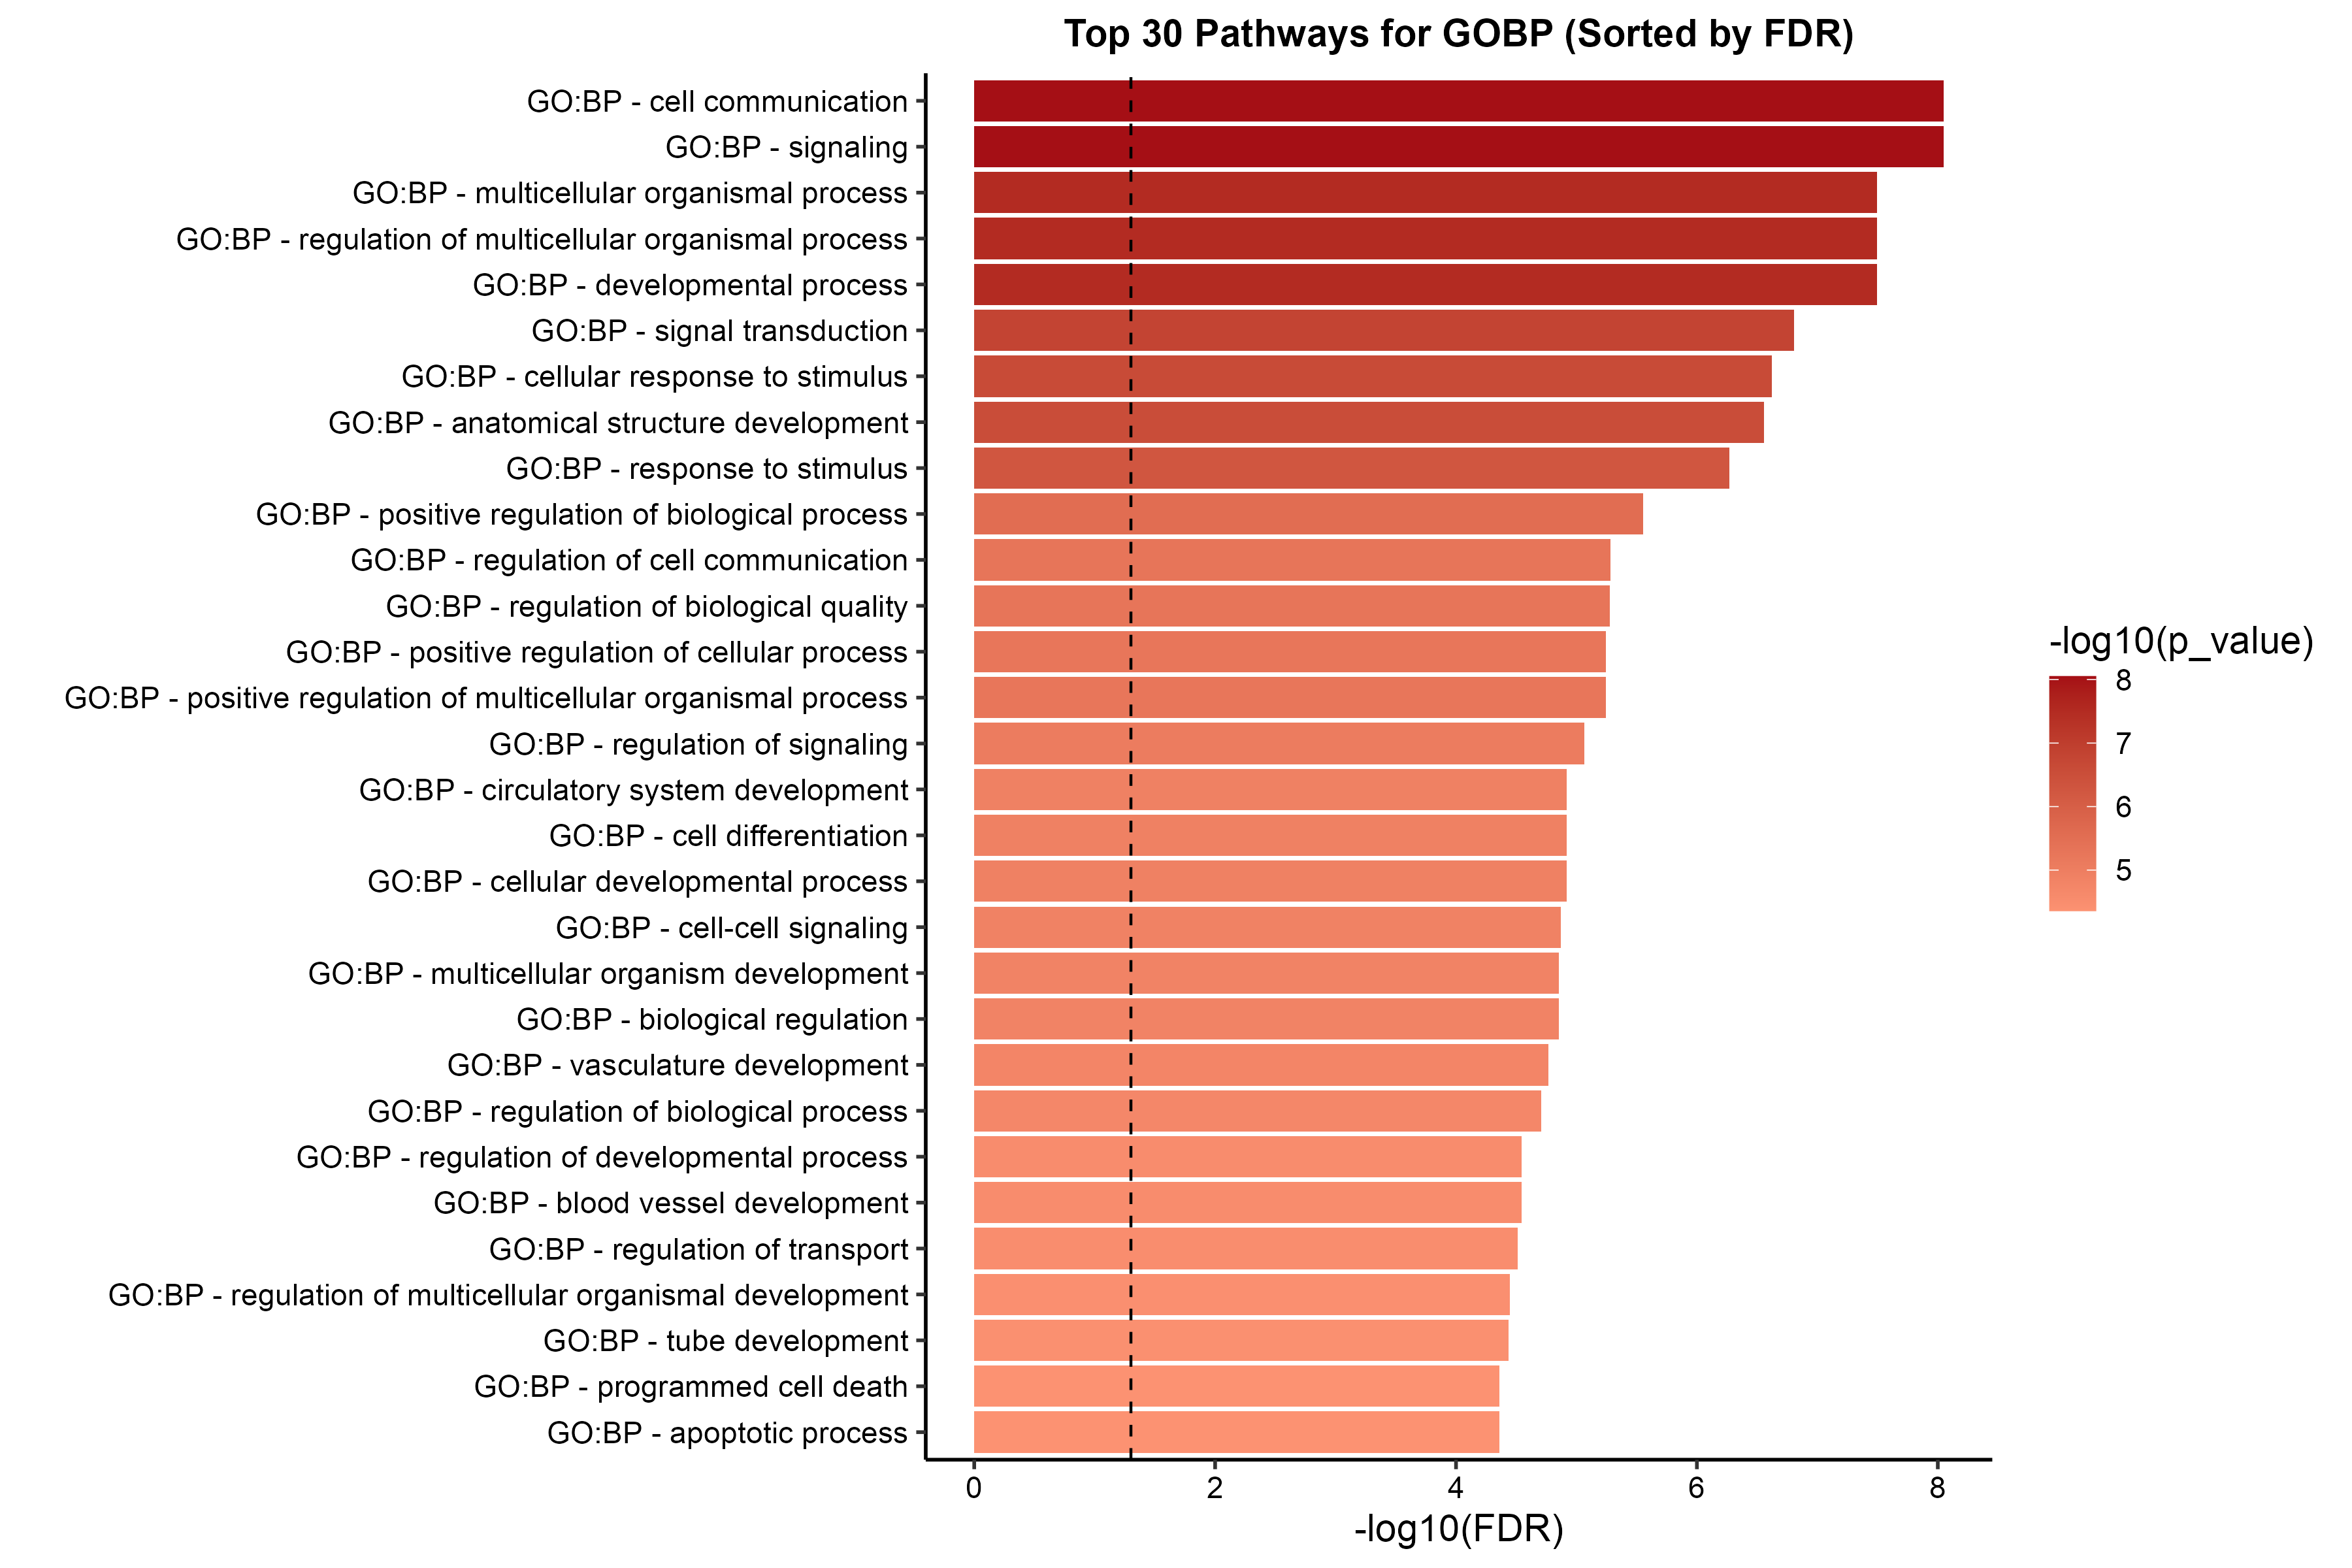 Top 30 Pathways for GOBP (Sorted by FDR)
GO:BP - cell communication
GO:BP - signaling
GO:BP - multicellular organismal process
GO:BP - regulation of multicellular organismal process
GO:BP - developmental process
GO:BP - signal transduction
GO:BP - cellular response to stimulus
GO:BP - anatomical structure development
GO:BP - response to stimulus
GO:BP - positive regulation of biological process
GO:BP - regulation of cell communication
GO:BP - regulation of biological quality
GO:BP - positive regulation of cellular process
GO:BP - positive regulation of multicellular organismal process
GO:BP - regulation of signaling
GO:BP - circulatory system development
GO:BP - cell differentiation
GO:BP - cellular developmental process
GO:BP - cell-cell signaling
GO:BP - multicellular organism development
GO:BP - biological regulation
GO:BP - vasculature development
GO:BP - regulation of biological process
GO:BP - regulation of developmental process
GO:BP - blood vessel development
GO:BP - regulation of transport
GO:BP - regulation of multicellular organismal development
GO:BP - tube development
GO:BP - programmed cell death
GO:BP - apoptotic process
0 2 4 6 8
-log10(FDR)
-log10(p_value)
8
7
6
5